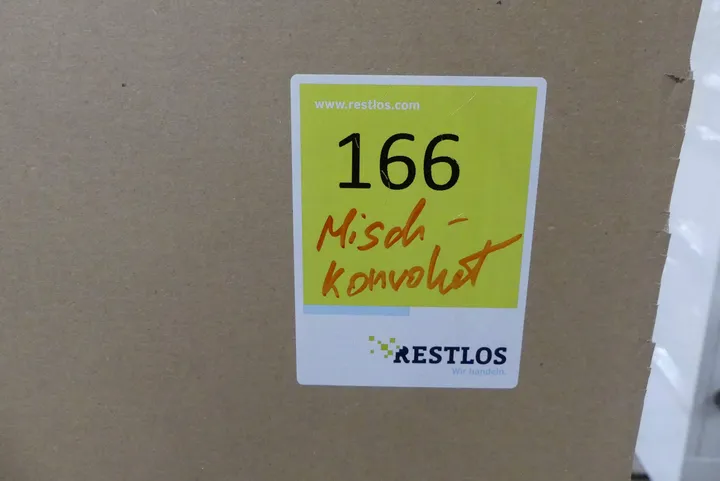 www.restlos.com
166
Misch-
Konvolut
RESTLOS
Wir handeln.